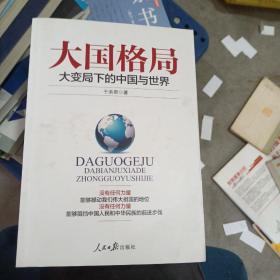 大国格局
大变局下的中国与世界
于永军◎著
DAGUOGEJU
DABIANJUXIADE
ZHONGGUOYUSHIJIE
没有任何力量
能够撼动我们伟大祖国的地位
没有任何力量
能够阻挡中国人民和中华民族的前进步伐
人民日报出版社
书